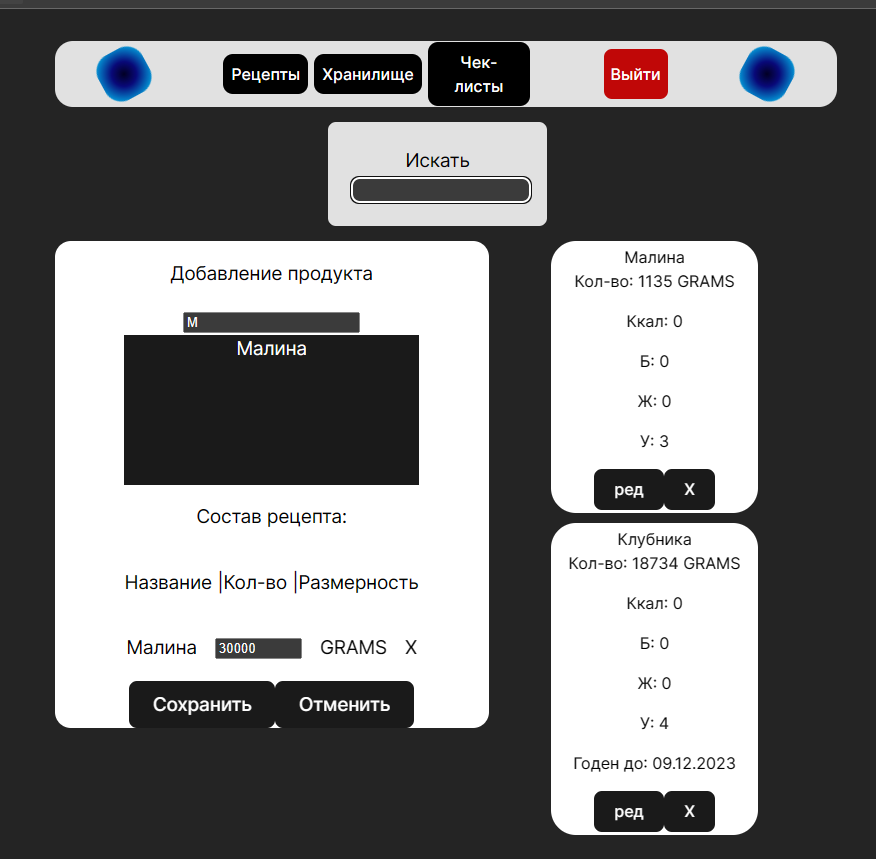 Рецепты
Хранилище
Чек-
листы
Выйти
Искать
Добавление продукта
М
Малина
Состав рецепта:
Название |Кол-во |Размерность
Малина 30000 GRAMS X
Сохранить Отменить
Малина
Кол-во: 1135 GRAMS
Ккал: 0
Б: 0
Ж: 0
У: 3
ред X
Клубника
Кол-во: 18734 GRAMS
Ккал: 0
Б: 0
Ж: 0
У: 4
Годен до: 09.12.2023
ред X